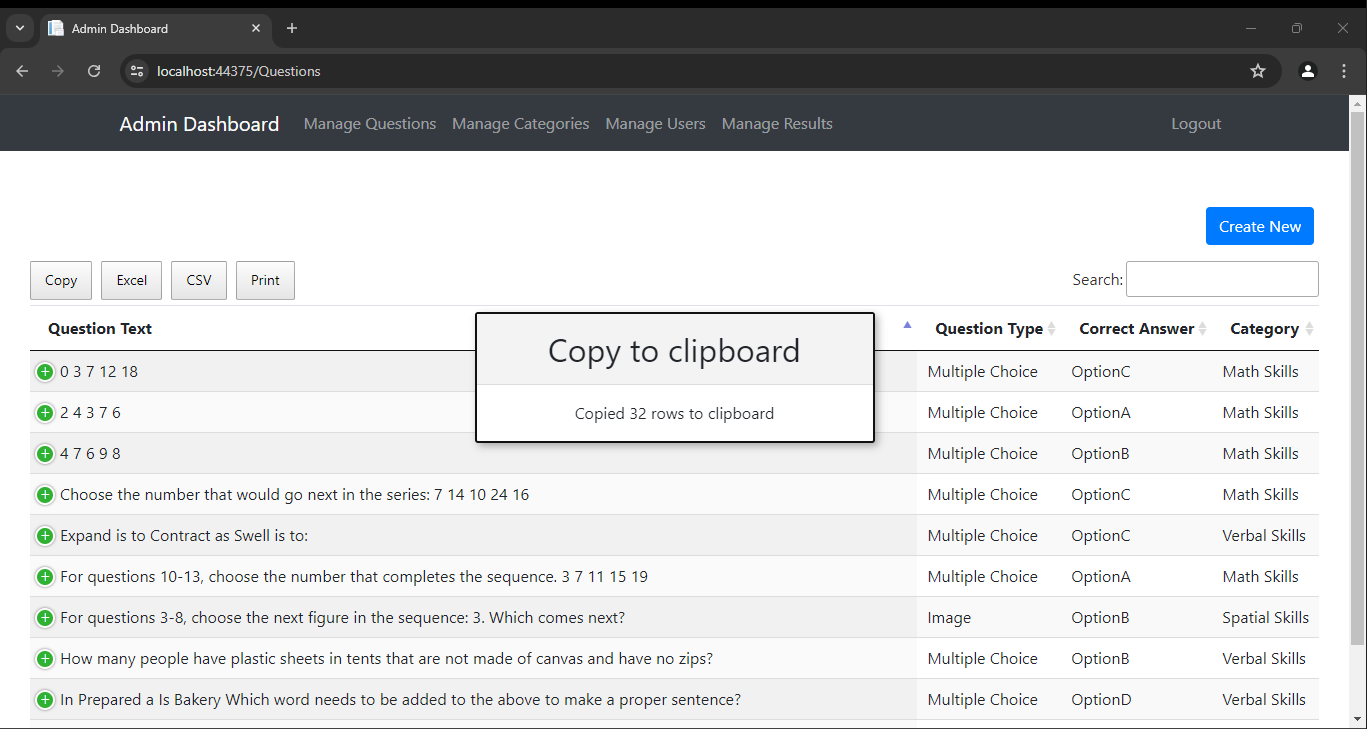 Admin Dashboard
localhost:44375/Questions
Admin Dashboard Manage Questions Manage Categories Manage Users Manage Results Logout
Create New
Copy Excel CSV Print Search:
Question Text Question Type Correct Answer Category
Copy to clipboard
Copied 32 rows to clipboard
0 3 7 12 18 Multiple Choice OptionC Math Skills
2 4 3 7 6 Multiple Choice OptionA Math Skills
4 7 6 9 8 Multiple Choice OptionB Math Skills
Choose the number that would go next in the series: 7 14 10 24 16 Multiple Choice OptionC Math Skills
Expand is to Contract as Swell is to: Multiple Choice OptionC Verbal Skills
For questions 10-13, choose the number that completes the sequence. 3 7 11 15 19 Multiple Choice OptionA Math Skills
For questions 3-8, choose the next figure in the sequence: 3. Which comes next? Image OptionB Spatial Skills
How many people have plastic sheets in tents that are not made of canvas and have no zips? Multiple Choice OptionB Verbal Skills
In Prepared a Is Bakery Which word needs to be added to the above to make a proper sentence? Multiple Choice OptionD Verbal Skills